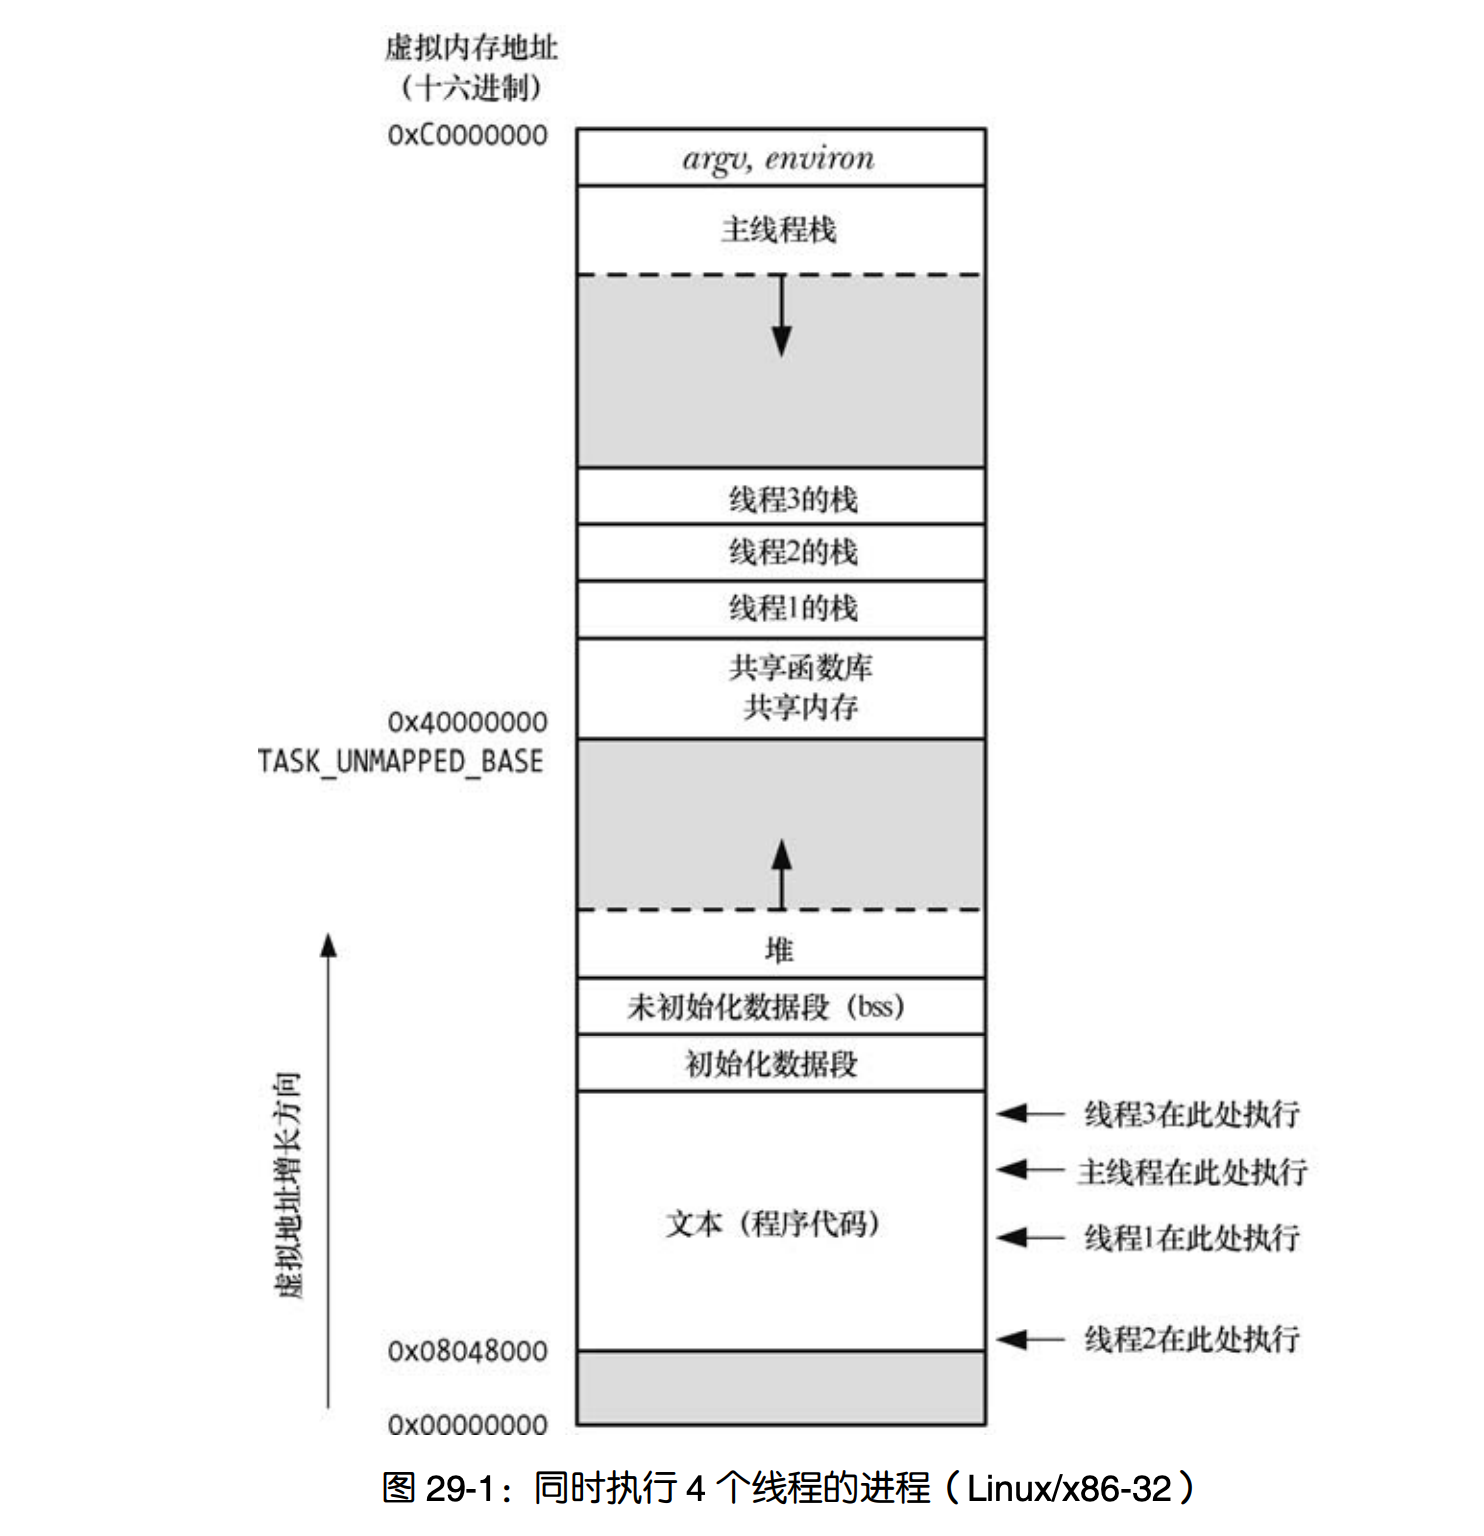 虚拟内存地址
（十六进制）
0xC0000000
argv, environ
主线程栈
线程3的栈
线程2的栈
线程1的栈
共享函数库
共享内存
0x40000000
TASK_UNMAPPED_BASE
堆
未初始化数据段（bss）
初始化数据段
文本（程序代码）
线程3在此处执行
主线程在此处执行
线程1在此处执行
线程2在此处执行
虚拟地址增长方向
0x08048000
0x00000000
图 29-1：同时执行 4 个线程的进程（Linux/x86-32）